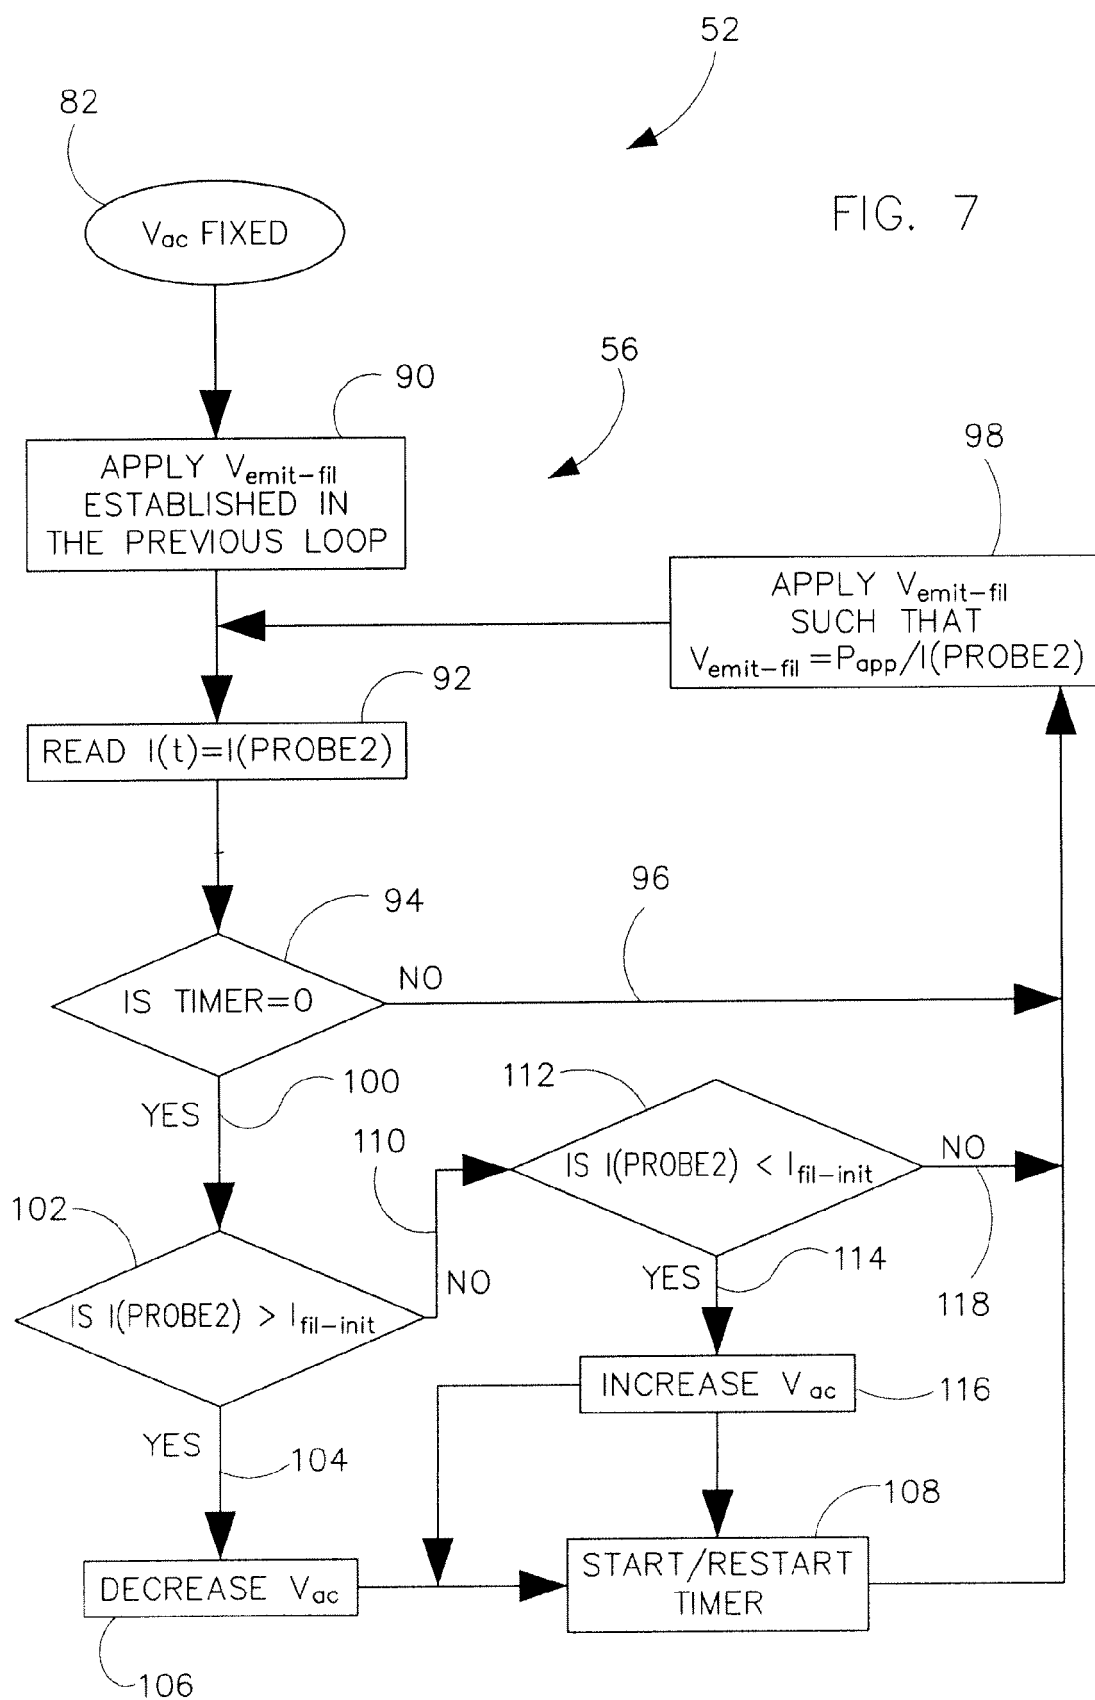 52
82
FIG. 7
Vac FIXED
56
90
98
APPLY Vemit-fil
ESTABLISHED IN
THE PREVIOUS LOOP
APPLY Vemit-fil
SUCH THAT
Vemit-fil=Papp/I(PROBE2)
92
READ I(t)=I(PROBE2)
94
96
NO
IS TIMER=0
100
112
YES
110
IS I(PROBE2) < Ifil-init
NO
102
114
YES
118
NO
IS I(PROBE2) > Ifil-init
INCREASE Vac
116
YES
104
108
DECREASE Vac
START/RESTART
TIMER
106